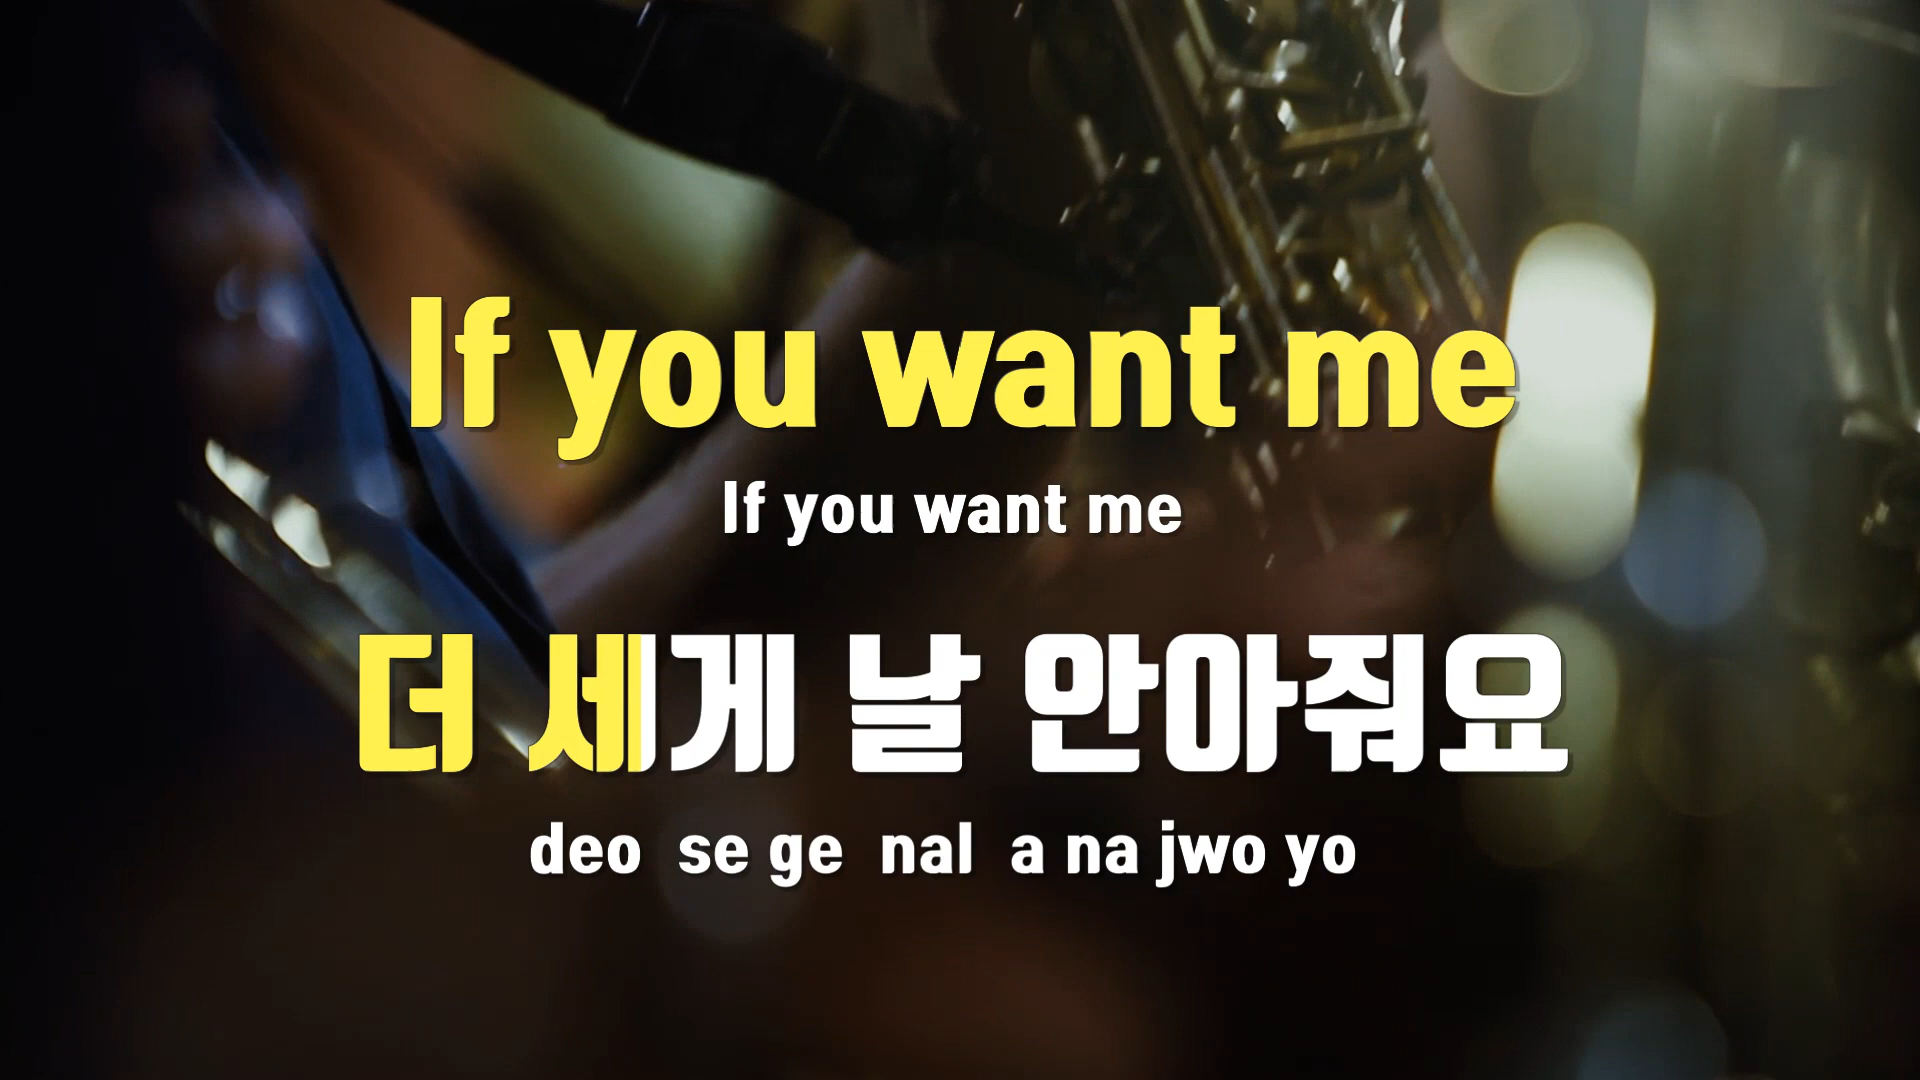 If you want me
If you want me
더 세게 날 안아줘요
deo se ge nal a na jwo yo